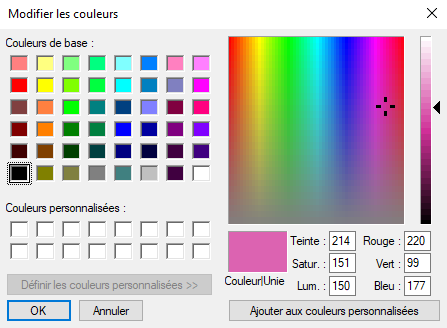 Modifier les couleurs
Couleurs de base :
Couleurs personnalisées :
Définir les couleurs personnalisées >>
OK
Annuler
Couleur|Unie
Teinte : 214
Satur. : 151
Lum. : 150
Rouge : 220
Vert : 99
Bleu : 177
Ajouter aux couleurs personnalisées